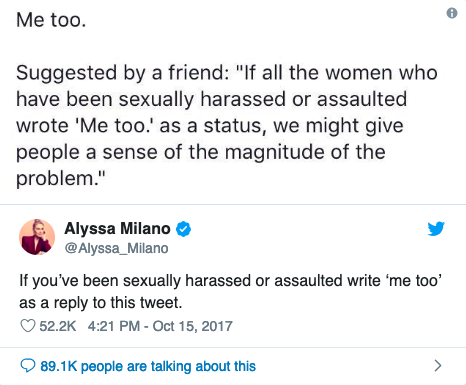 Me too.
Suggested by a friend: "If all the women who
have been sexually harassed or assaulted
wrote 'Me too.' as a status, we might give
people a sense of the magnitude of the
problem."
Alyssa Milano
@Alyssa_Milano
If you’ve been sexually harassed or assaulted write ‘me too’
as a reply to this tweet.
52.2K 4:21 PM - Oct 15, 2017
89.1K people are talking about this